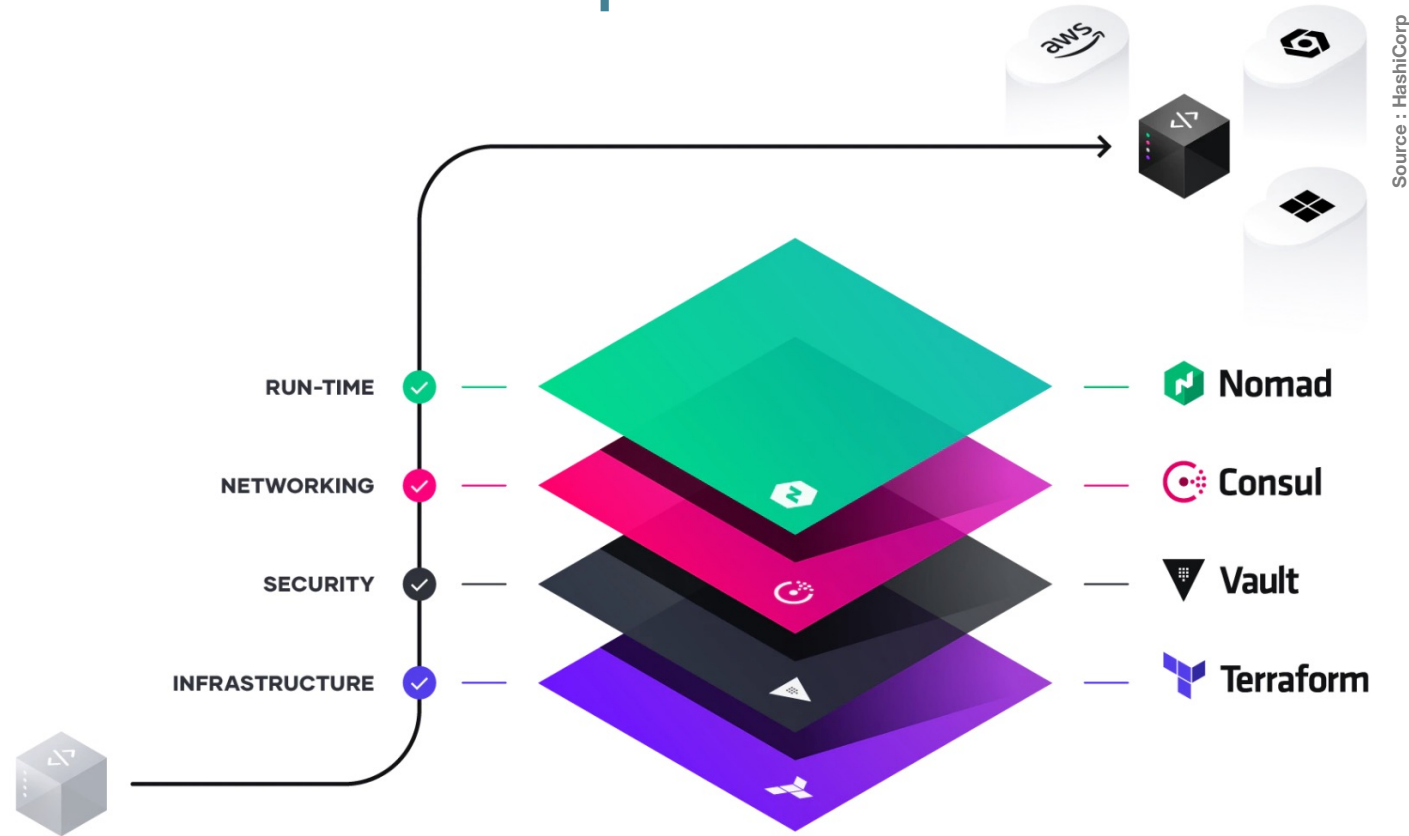 aws
</>
Source : HashiCorp
RUN-TIME
Nomad
NETWORKING
Consul
SECURITY
Vault
INFRASTRUCTURE
Terraform
</>